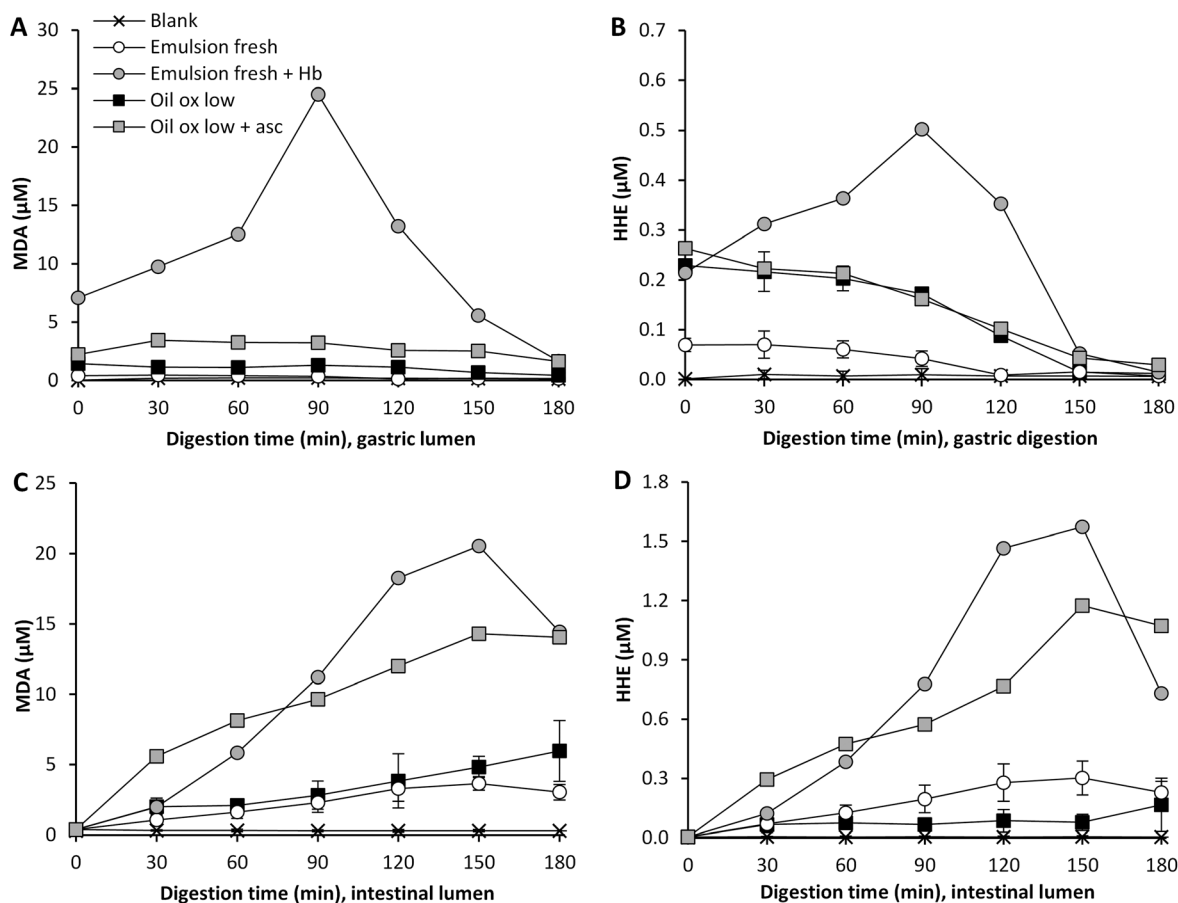 A
Blank
Emulsion fresh
Emulsion fresh + Hb
Oil ox low
Oil ox low + asc
30
25
20
15
10
5
0
MDA (µM)
0 30 60 90 120 150 180
Digestion time (min), gastric lumen
B
0.7
0.6
0.5
0.4
0.3
0.2
0.1
0.0
HHE (µM)
0 30 60 90 120 150 180
Digestion time (min), gastric digestion
C
25
20
15
10
5
0
MDA (µM)
0 30 60 90 120 150 180
Digestion time (min), intestinal lumen
D
1.8
1.5
1.2
0.9
0.6
0.3
0.0
HHE (µM)
0 30 60 90 120 150 180
Digestion time (min), intestinal lumen